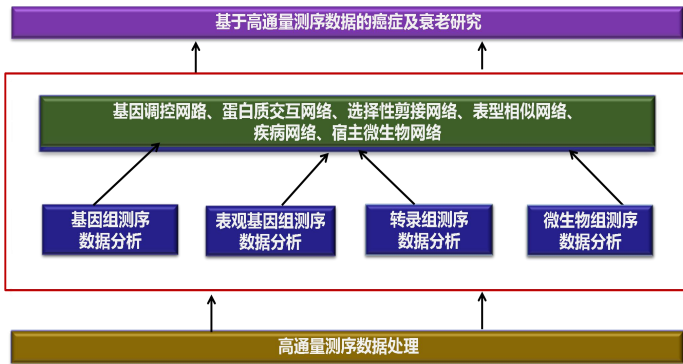 基于高通量测序数据的癌症及衰老研究
基因调控网路、蛋白质交互网络、选择性剪接网络、表型相似网络、
疾病网络、宿主微生物网络
基因组测序
数据分析
表观基因组测序
数据分析
转录组测序
数据分析
微生物组测序
数据分析
高通量测序数据处理